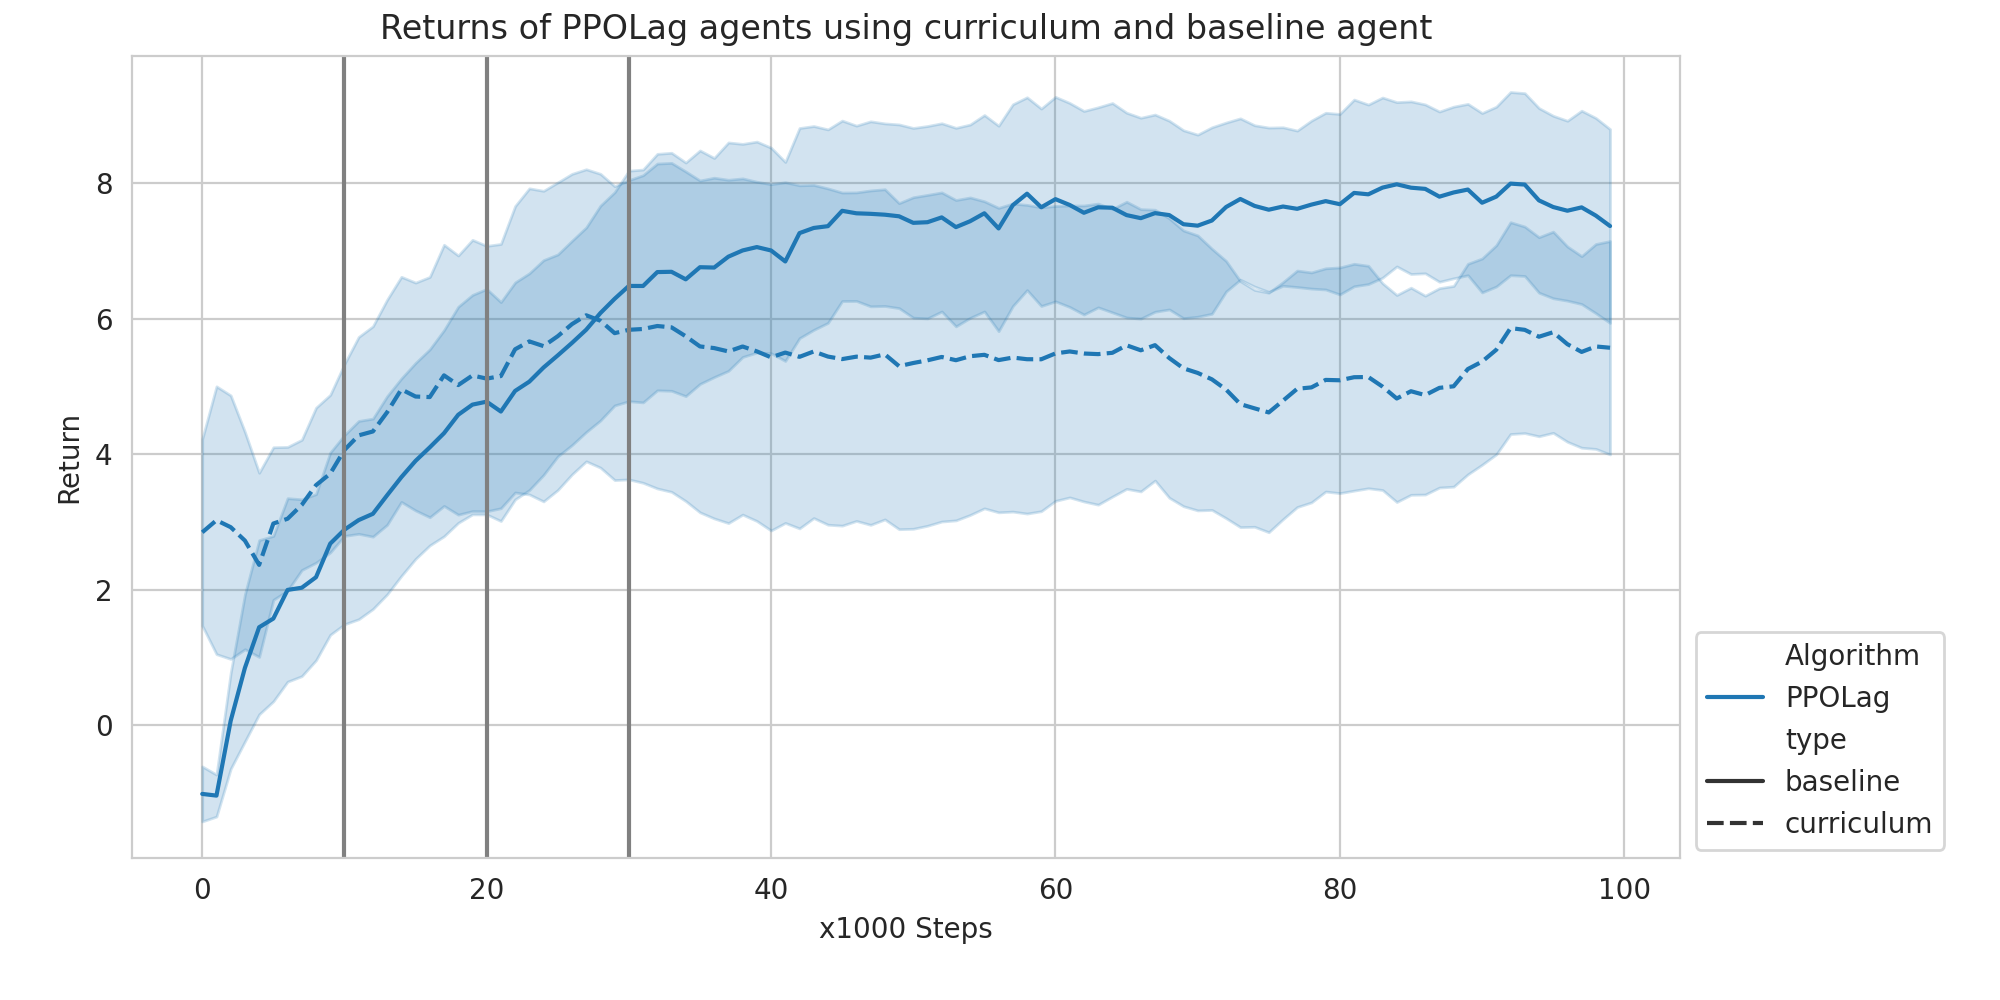 Returns of PPOLag agents using curriculum and baseline agent
8
6
4
2
0
Return
0 20 40 60 80 100
x1000 Steps
Algorithm
PPOLag
type
baseline
curriculum